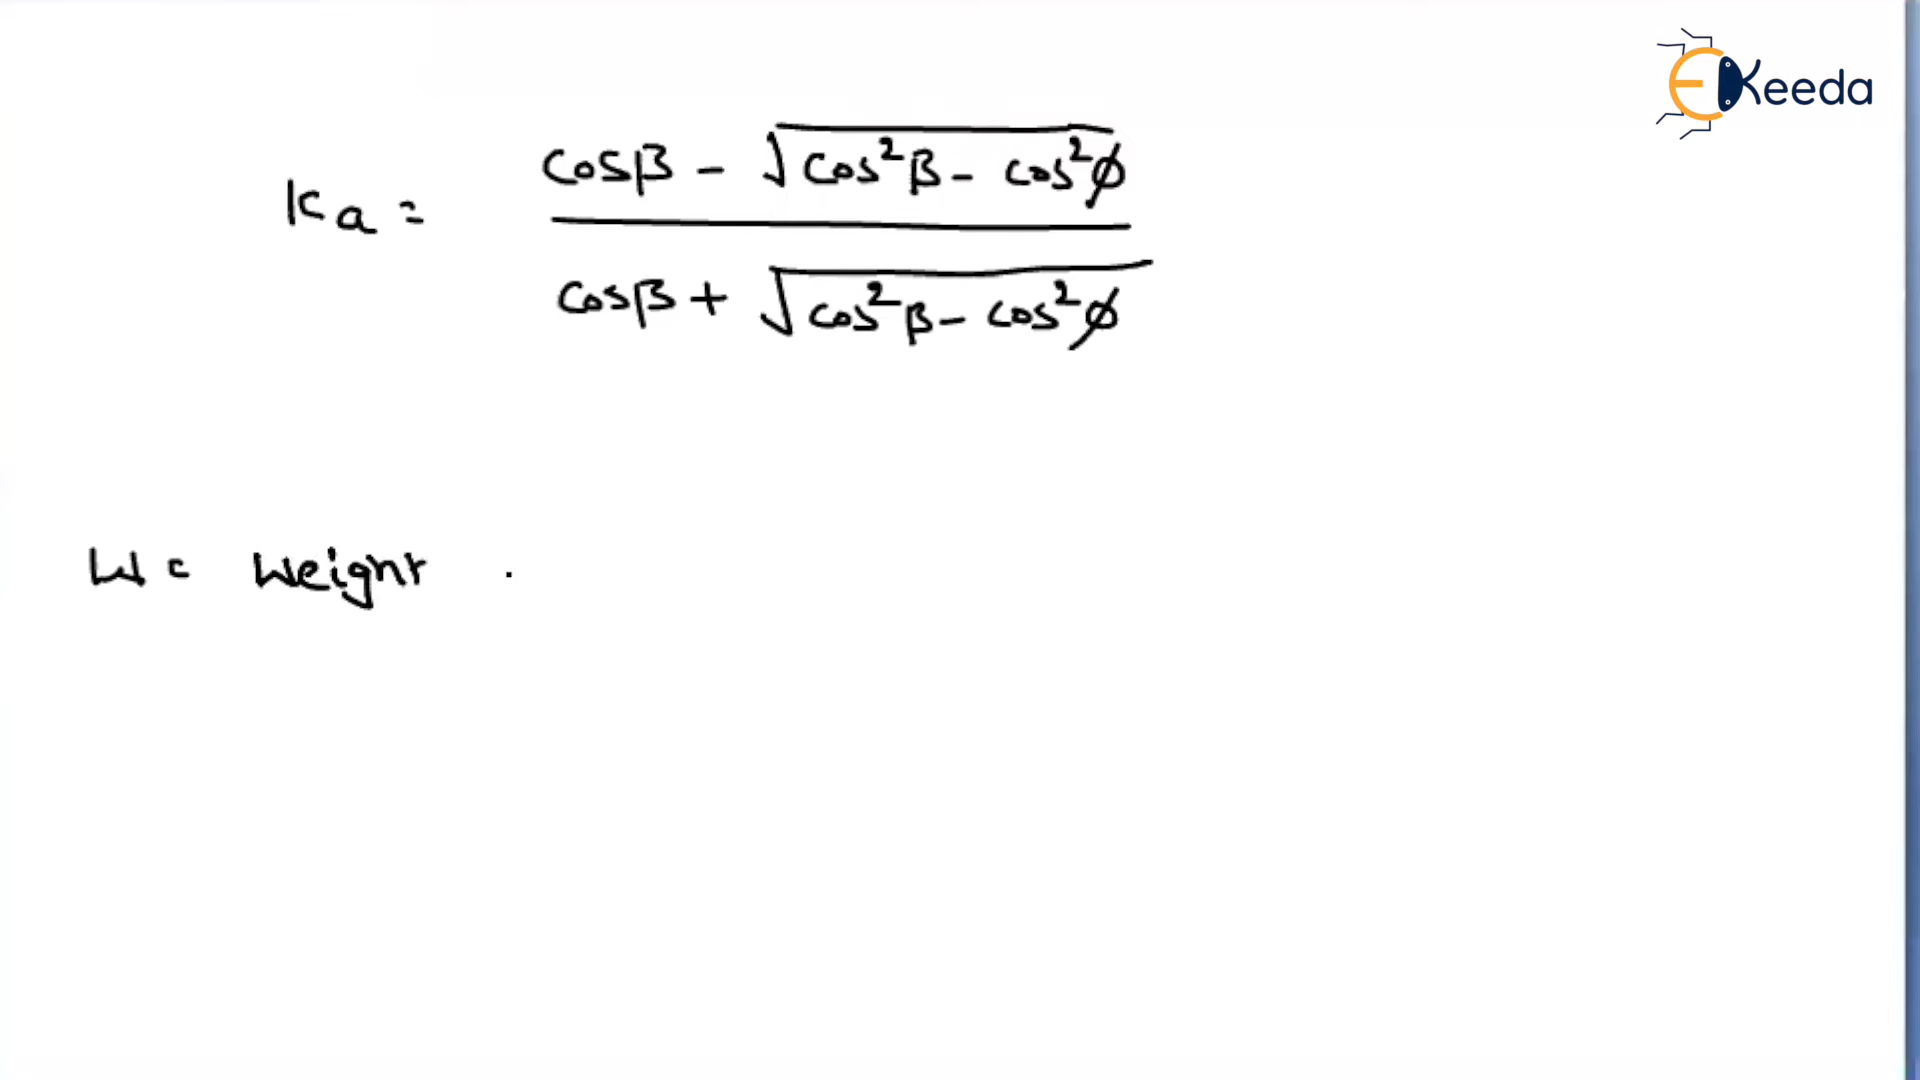 EKeeda
Ka = (cosβ - √(cos²β - cos²φ)) / (cosβ + √(cos²β - cos²φ))
W = Weight .